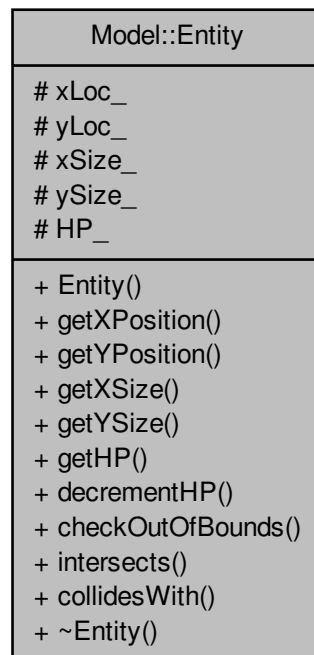 Model::Entity
# xLoc_
# yLoc_
# xSize_
# ySize_
# HP_
+ Entity()
+ getXPosition()
+ getYPosition()
+ getXSize()
+ getYSize()
+ getHP()
+ decrementHP()
+ checkOutOfBounds()
+ intersects()
+ collidesWith()
+ ~Entity()